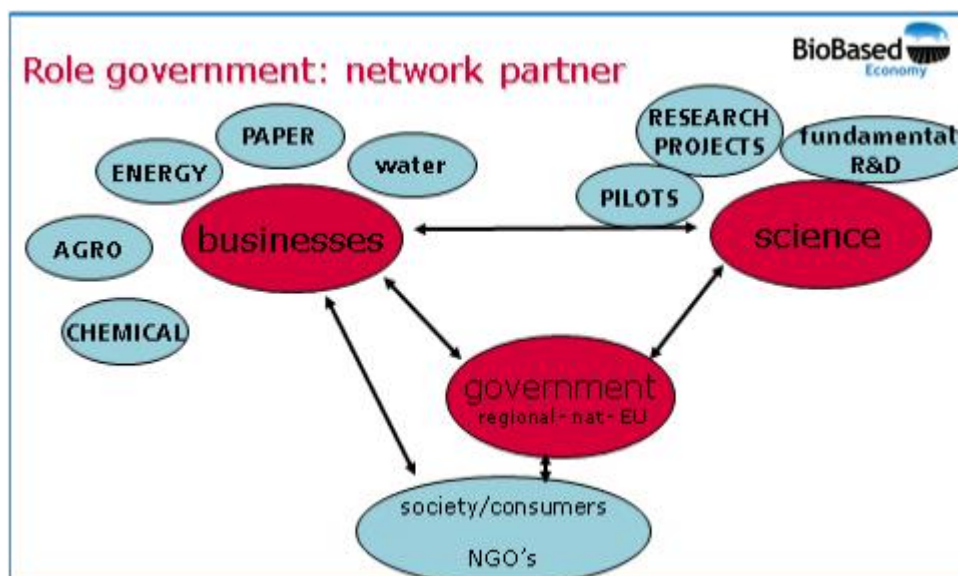 BioBased
Economy
Role government: network partner
PAPER
ENERGY
water
AGRO
CHEMICAL
businesses
RESEARCH
PROJECTS
fundamental
R&D
PILOTS
science
government
regional - nat - EU
society/consumers
NGO's